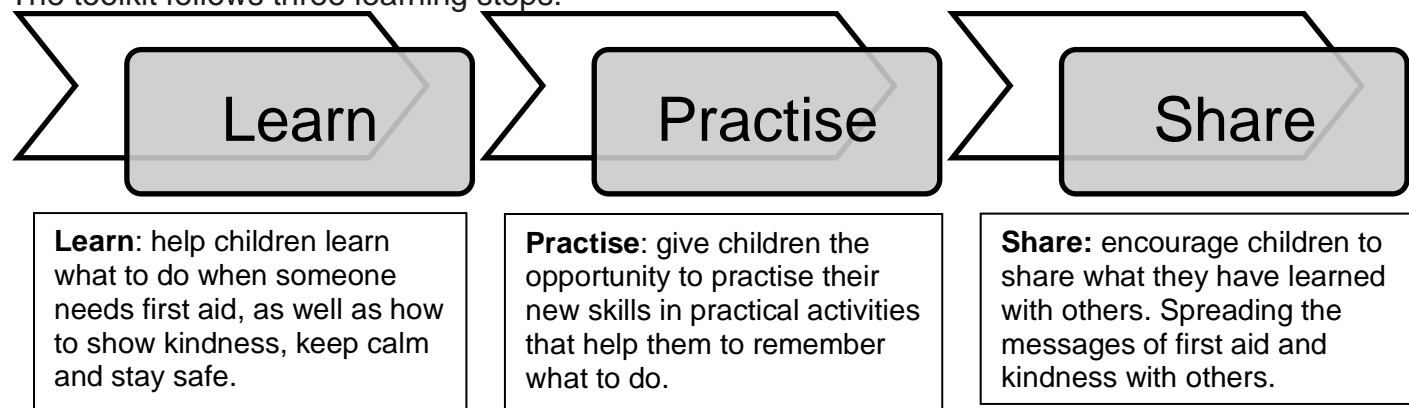 The toolkit follows three learning steps:
Learn
Practise
Share
Learn: help children learn
what to do when someone
needs first aid, as well as how
to show kindness, keep calm
and stay safe.
Practise: give children the
opportunity to practise their
new skills in practical activities
that help them to remember
what to do.
Share: encourage children to
share what they have learned
with others. Spreading the
messages of first aid and
kindness with others.